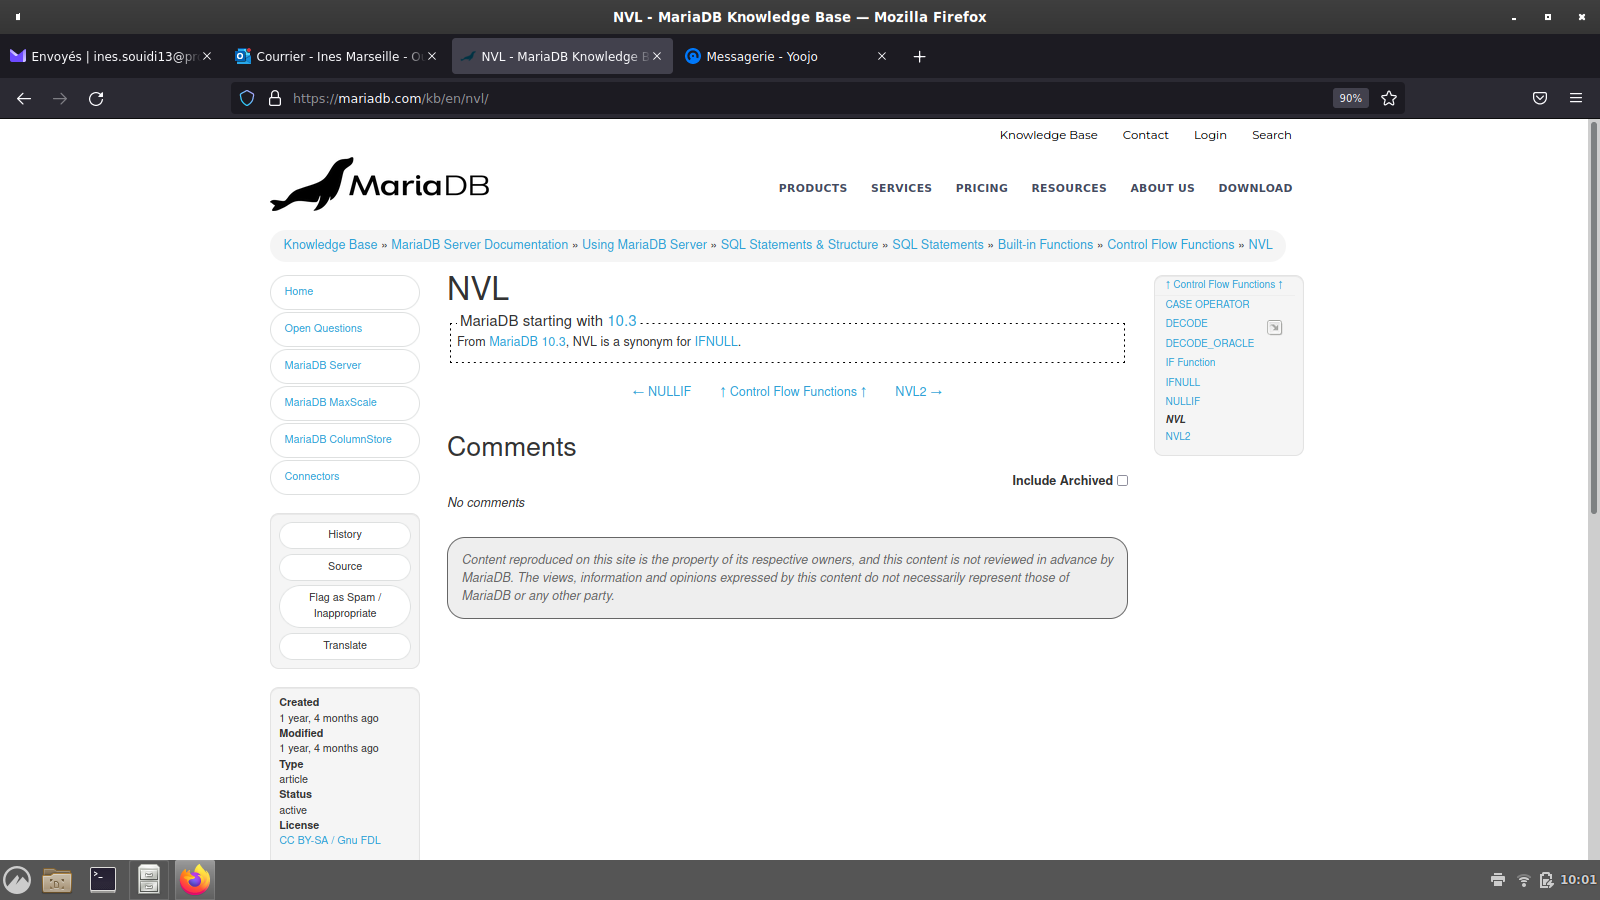 NVL - MariaDB Knowledge Base — Mozilla Firefox
Envoyés | ines.souidi13@pr
Courrier - Ines Marseille - O
NVL - MariaDB Knowledge B
Messagerie - Yoojo
https://mariadb.com/kb/en/nvl/
90%
Knowledge Base Contact Login Search
MariaDB
PRODUCTS SERVICES PRICING RESOURCES ABOUT US DOWNLOAD
Knowledge Base » MariaDB Server Documentation » Using MariaDB Server » SQL Statements & Structure » SQL Statements » Built-in Functions » Control Flow Functions » NVL
Home
Open Questions
MariaDB Server
MariaDB MaxScale
MariaDB ColumnStore
Connectors
History
Source
Flag as Spam /
Inappropriate
Translate
Created
1 year, 4 months ago
Modified
1 year, 4 months ago
Type
article
Status
active
License
CC BY-SA / Gnu FDL
NVL
MariaDB starting with 10.3
From MariaDB 10.3, NVL is a synonym for IFNULL.
← NULLIF ↑ Control Flow Functions ↑ NVL2 →
Comments
Include Archived
No comments
Content reproduced on this site is the property of its respective owners, and this content is not reviewed in advance by
MariaDB. The views, information and opinions expressed by this content do not necessarily represent those of
MariaDB or any other party.
↑ Control Flow Functions ↑
CASE OPERATOR
DECODE
DECODE_ORACLE
IF Function
IFNULL
NULLIF
NVL
NVL2
10:01